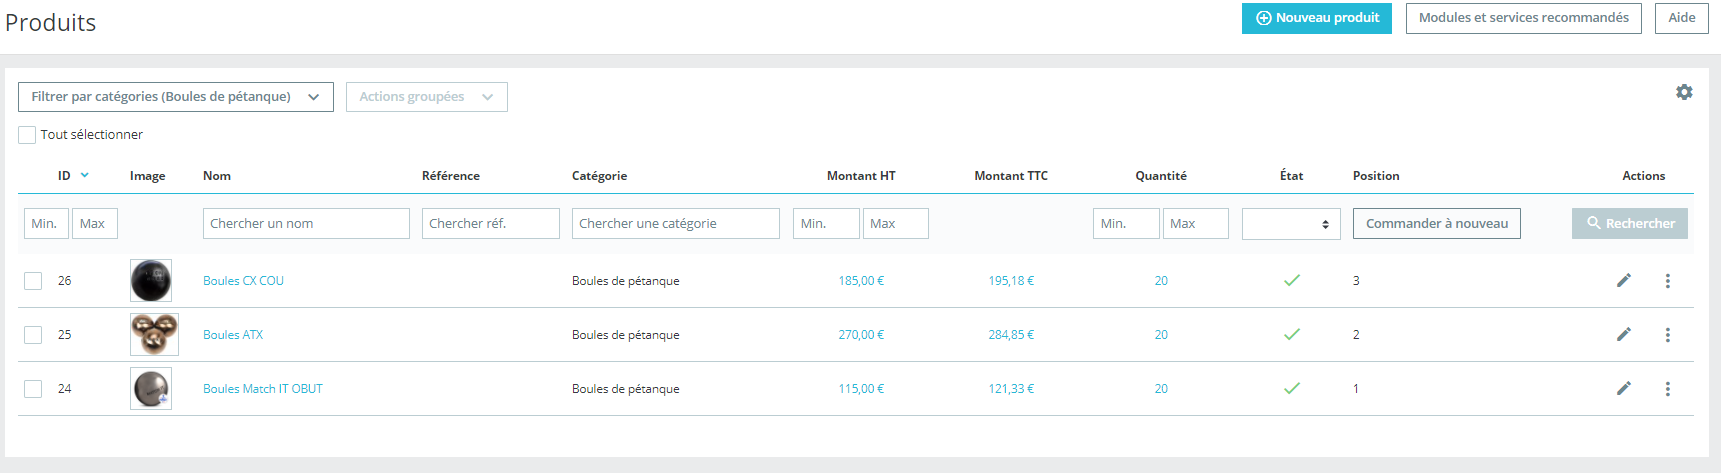 Produits
Nouveau produit
Modules et services recommandés
Aide
Filtrer par catégories (Boules de pétanque)
Actions groupées
Tout sélectionner
ID Image Nom Référence Catégorie Montant HT Montant TTC Quantité État Position Actions
Min. Max Chercher un nom Chercher réf. Chercher une catégorie Min. Max Min. Max Commander à nouveau Rechercher
26 Boules CX COU Boules de pétanque 185,00 € 195,18 € 20 3
25 Boules ATX Boules de pétanque 270,00 € 284,85 € 20 2
24 Boules Match IT OBUT Boules de pétanque 115,00 € 121,33 € 20 1